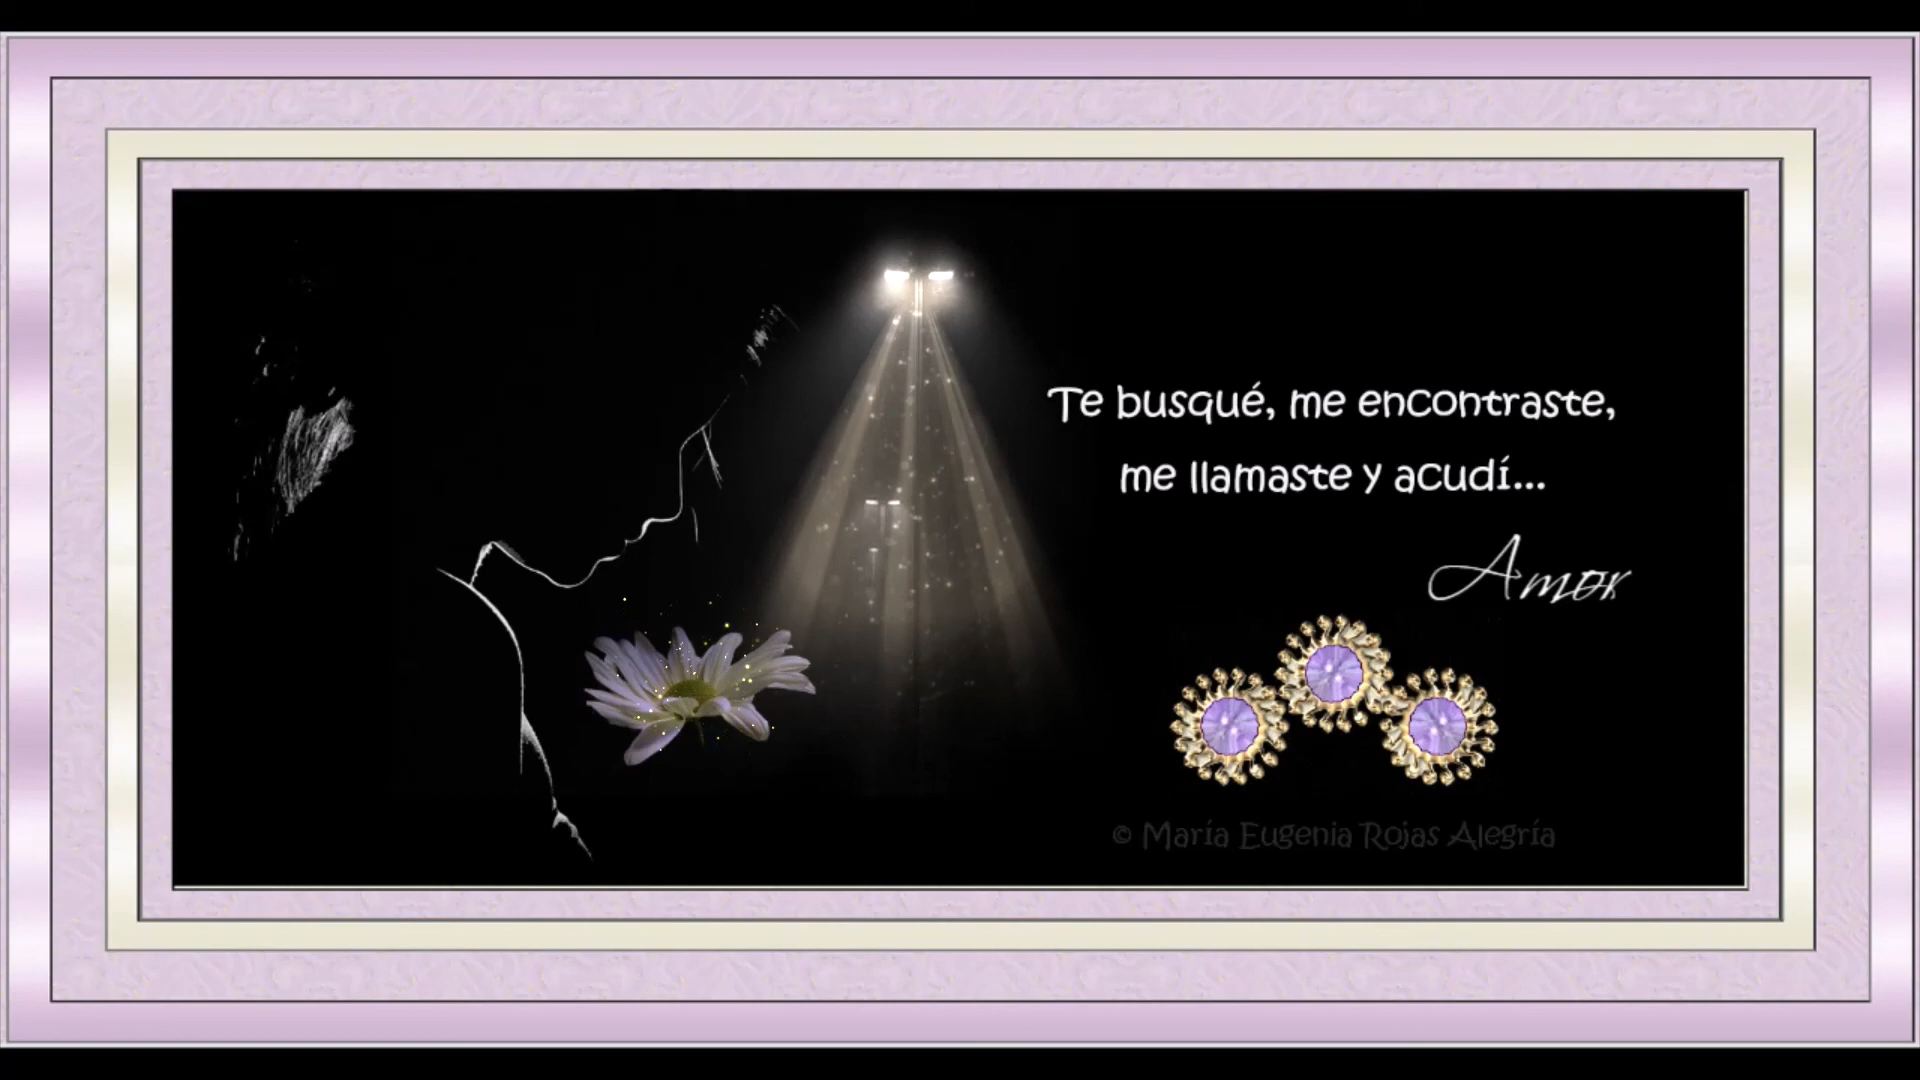 Te busqué, me encontraste,
me llamaste y acudí...
Amor
© María Eugenia Rojas Alegría